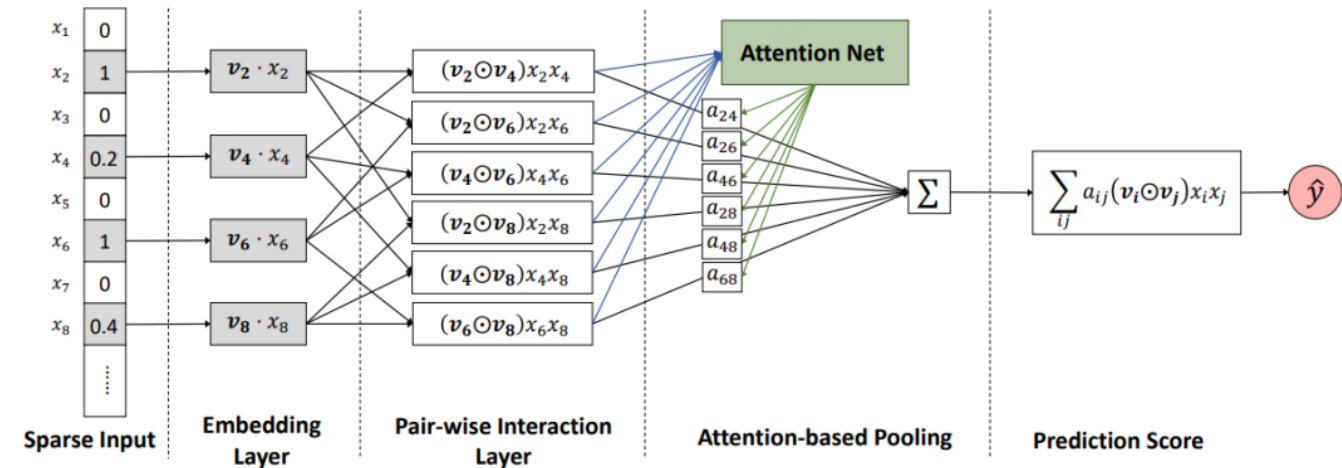 x₁ 0
x₂ 1
x₃ 0
x₄ 0.2
x₅ 0
x₆ 1
x₇ 0
x₈ 0.4
......
Sparse Input
v₂ · x₂
v₄ · x₄
v₆ · x₆
v₈ · x₈
Embedding
Layer
(v₂⊙v₄)x₂x₄
(v₂⊙v₆)x₂x₆
(v₄⊙v₆)x₄x₆
(v₂⊙v₈)x₂x₈
(v₄⊙v₈)x₄x₈
(v₆⊙v₈)x₆x₈
Pair-wise Interaction
Layer
Attention Net
a₂₄
a₂₆
a₄₆
a₂₈
a₄₈
a₆₈
∑
Attention-based Pooling
∑ᵢⱼ aᵢⱼ(vᵢ⊙vⱼ)xᵢxⱼ
ŷ
Prediction Score